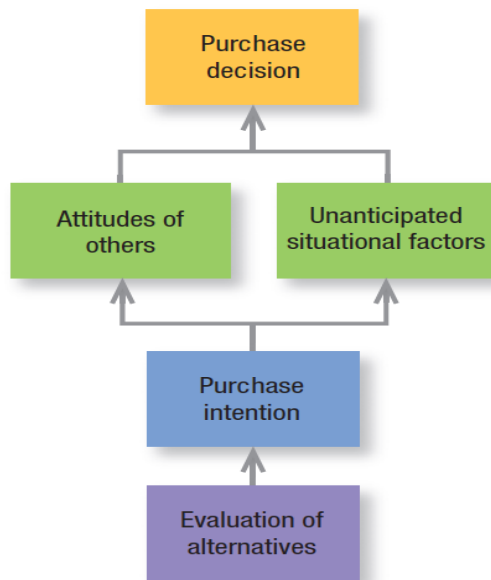 Purchase
decision
Attitudes of
others
Unanticipated
situational factors
Purchase
intention
Evaluation of
alternatives